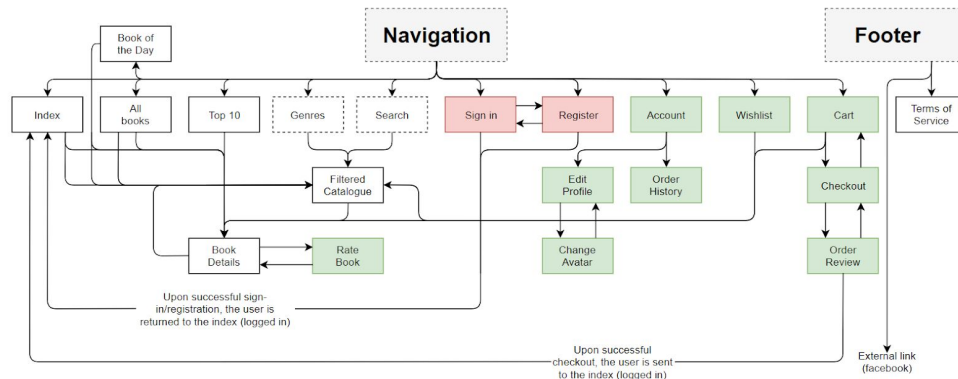 Navigation
Footer
Book of
the Day
Index
All
books
Top 10
Genres
Search
Sign in
Register
Account
Wishlist
Cart
Terms of
Service
Filtered
Catalogue
Edit
Profile
Order
History
Checkout
Book
Details
Rate
Book
Change
Avatar
Order
Review
Upon successful sign-
in/registration, the user is
returned to the index (logged in)
Upon successful
checkout, the user is sent
to the index (logged in)
External link
(facebook)